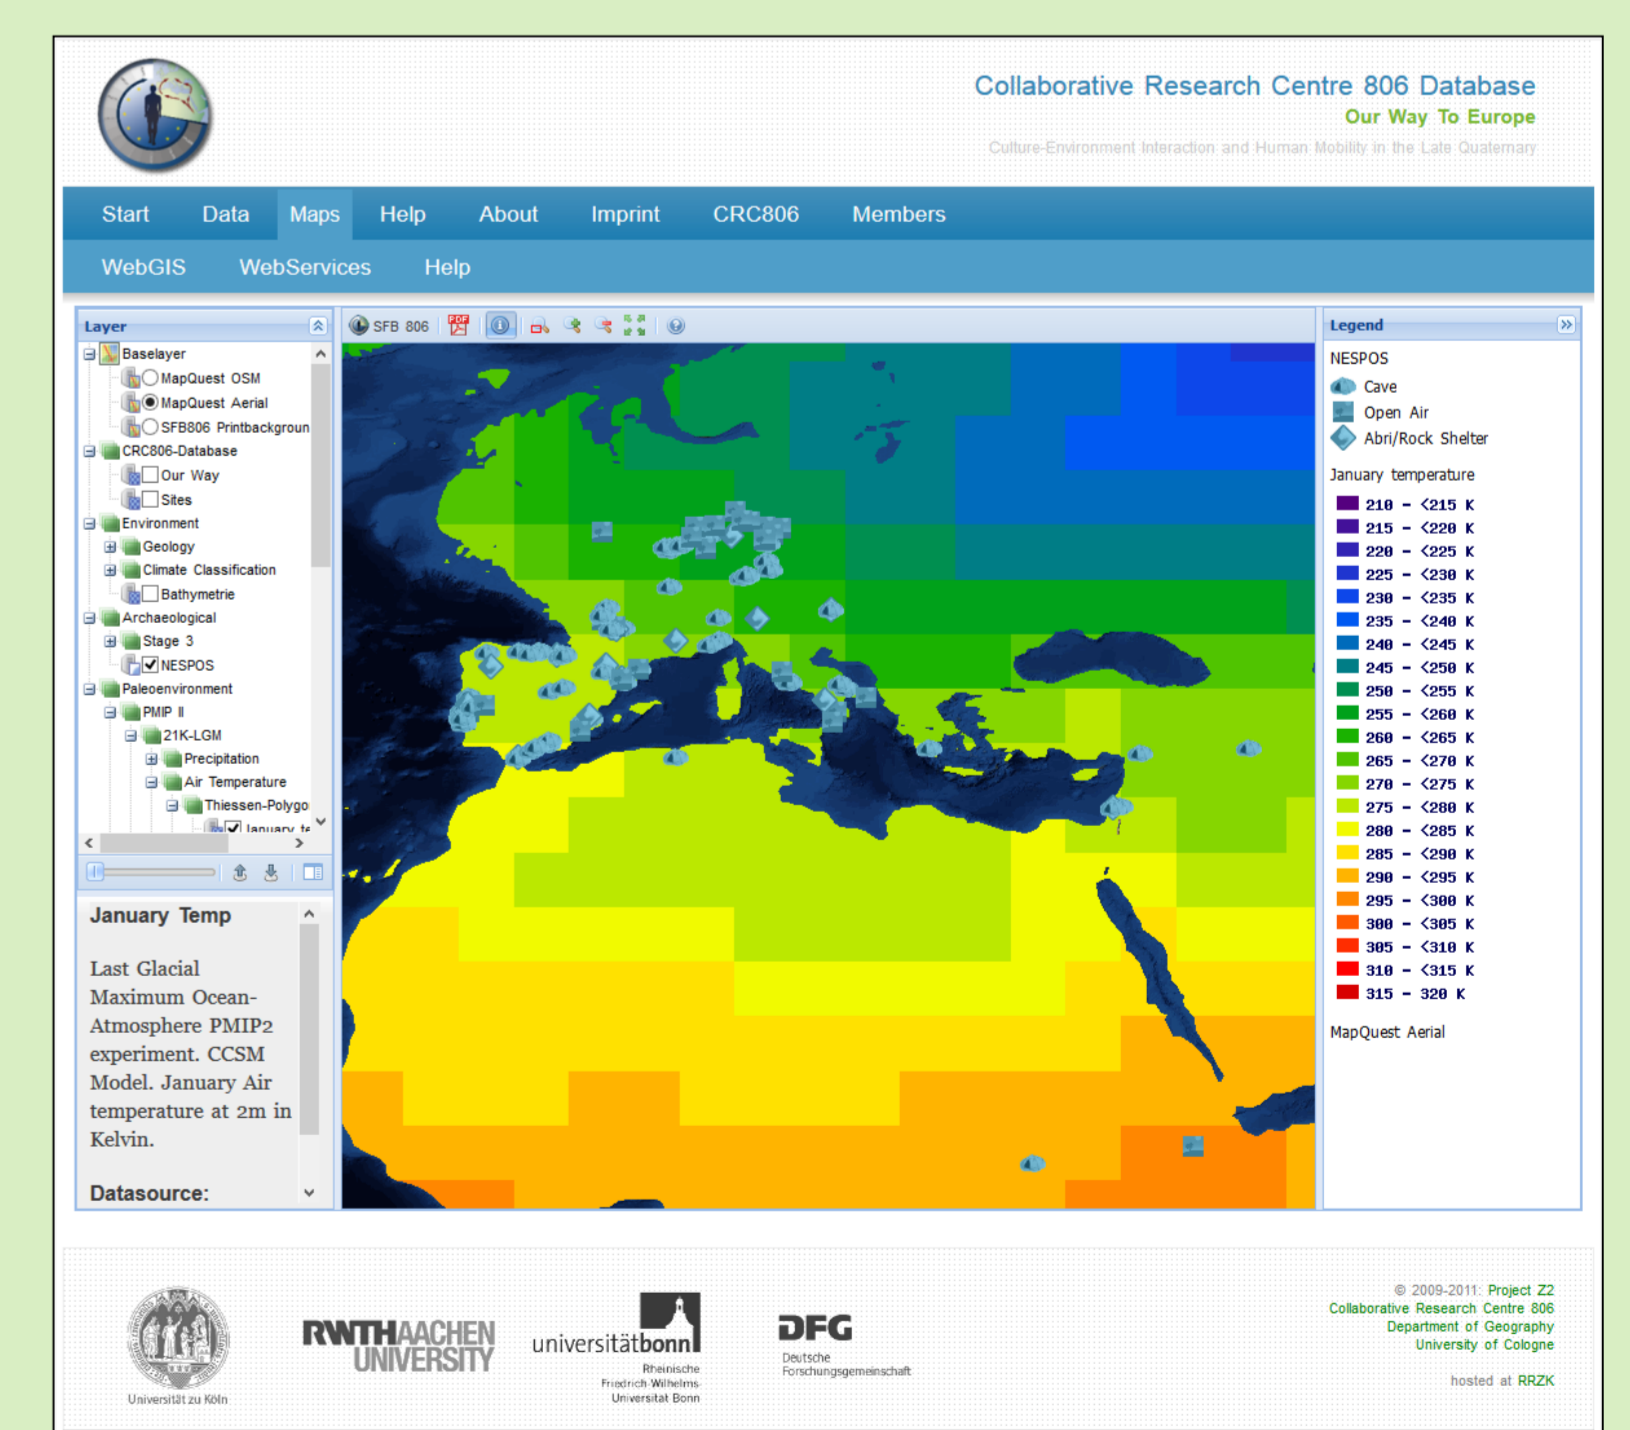 Collaborative Research Centre 806 Database
Our Way To Europe
Culture-Environment Interaction and Human Mobility in the Late Quaternary
Start Data Maps Help About Imprint CRC806 Members
WebGIS WebServices Help
Layer
Baselayer
MapQuest OSM
MapQuest Aerial
SFB806 Printbackgroun
CRC806-Database
Our Way
Sites
Environment
Geology
Climate Classification
Bathymetrie
Archaeological
Stage 3
NESPOS
Paleoenvironment
PMIP II
21K-LGM
Precipitation
Air Temperature
Thiessen-Polygo
January te
January Temp
Last Glacial
Maximum Ocean-
Atmosphere PMIP2
experiment. CCSM
Model. January Air
temperature at 2m in
Kelvin.
Datasource:
SFB 806
PDF
Legend
NESPOS
Cave
Open Air
Abri/Rock Shelter
January temperature
210 - <215 K
215 - <220 K
220 - <225 K
225 - <230 K
230 - <235 K
235 - <240 K
240 - <245 K
245 - <250 K
250 - <255 K
255 - <260 K
260 - <265 K
265 - <270 K
270 - <275 K
275 - <280 K
280 - <285 K
285 - <290 K
290 - <295 K
295 - <300 K
300 - <305 K
305 - <310 K
310 - <315 K
315 - 320 K
MapQuest Aerial
Universität zu Köln
RWTHAACHEN
UNIVERSITY
universitätbonn
Rheinische
Friedrich-Wilhelms-
Universität Bonn
DFG
Deutsche
Forschungsgemeinschaft
© 2009-2011: Project Z2
Collaborative Research Centre 806
Department of Geography
University of Cologne
hosted at RRZK